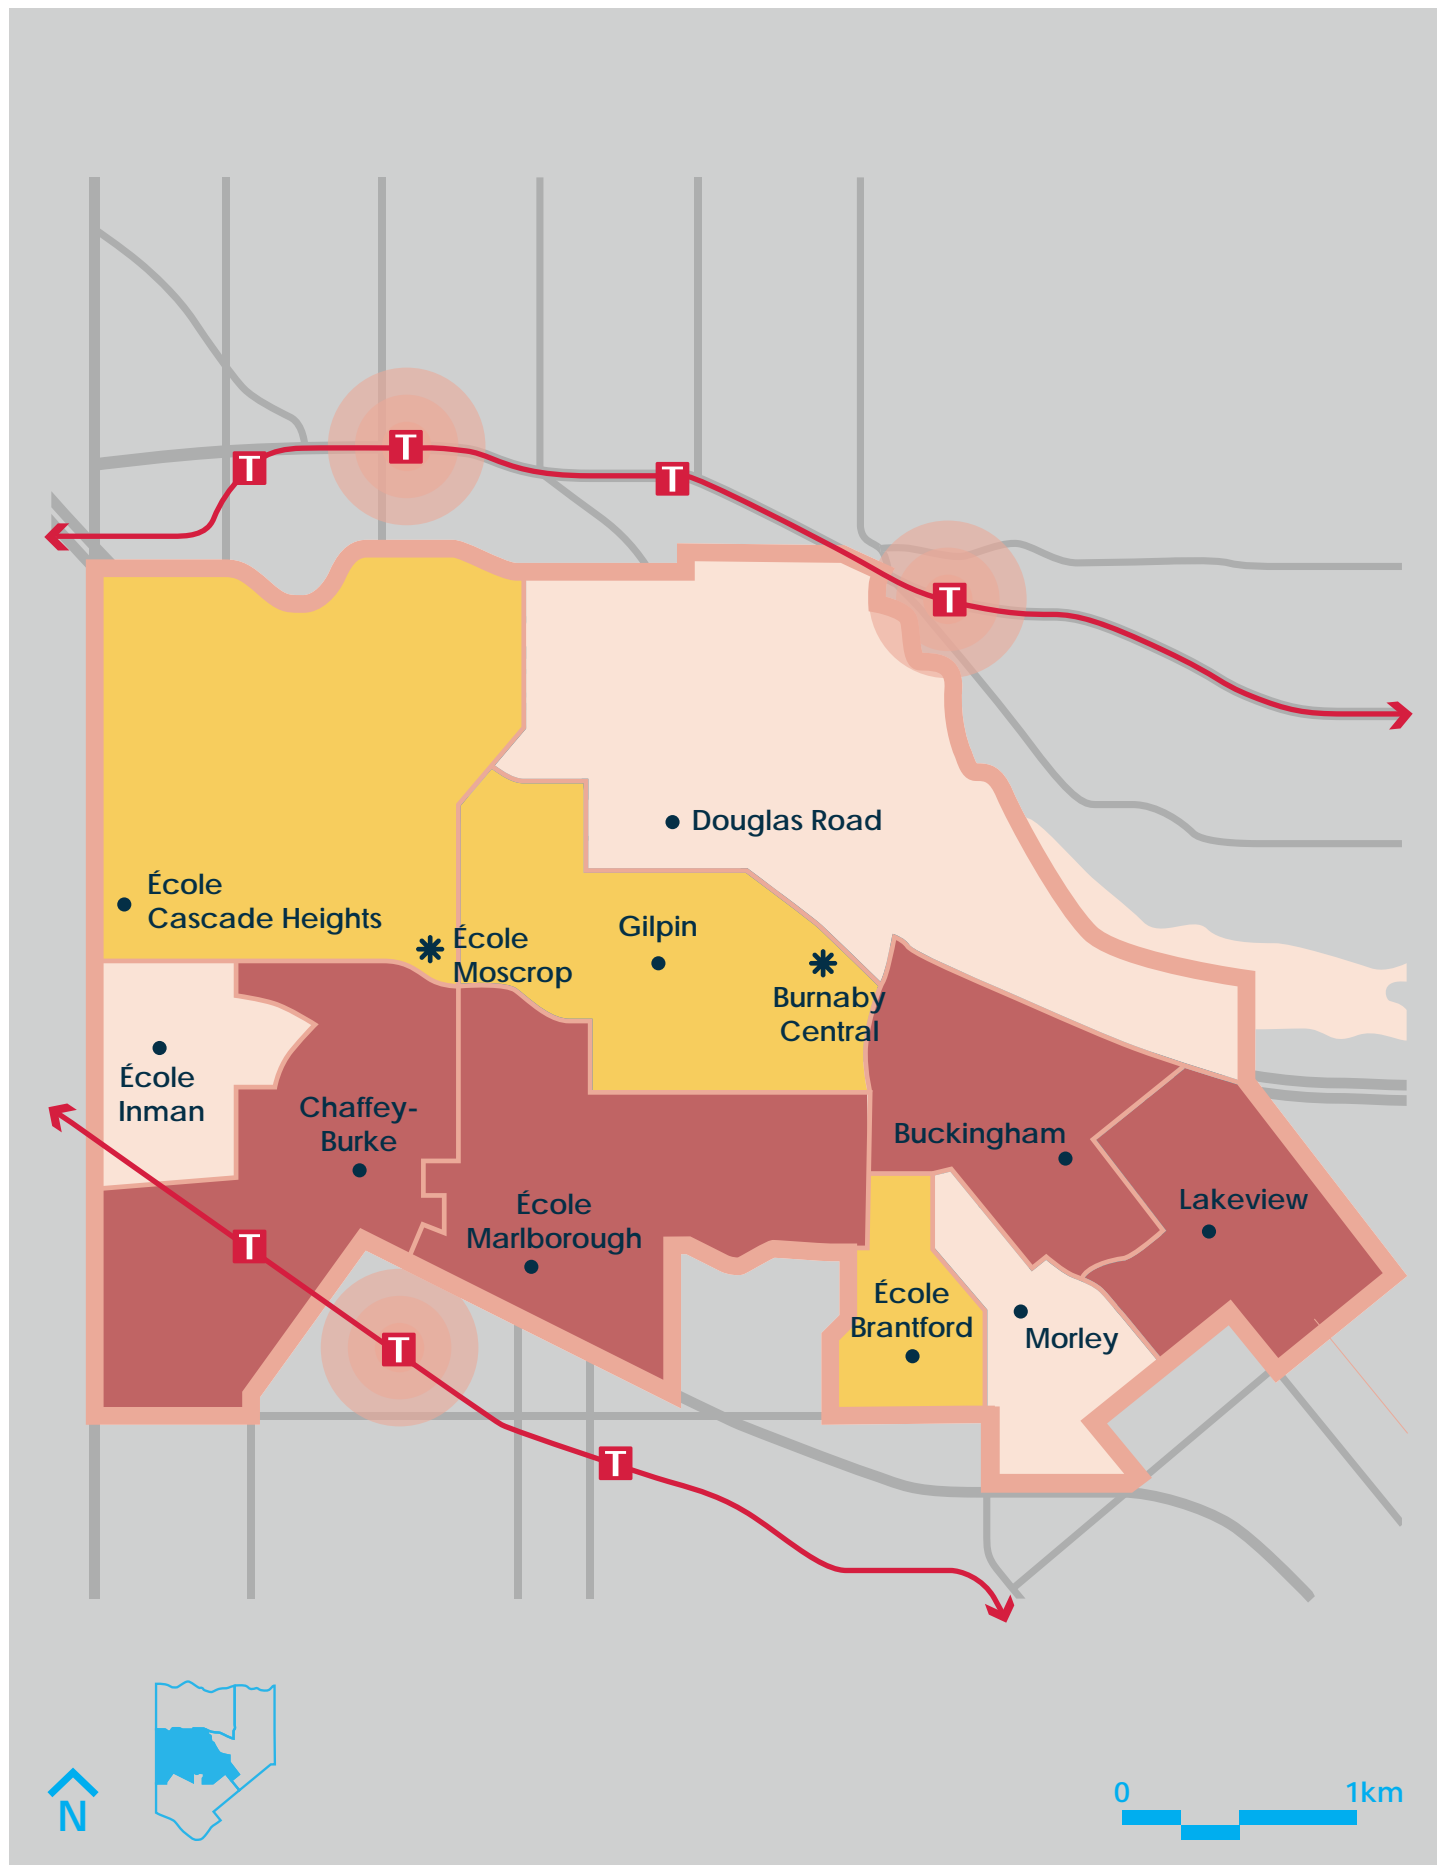 T
T
T
T
Douglas Road
École
Cascade Heights
École
Moscrop
Gilpin
Burnaby
Central
École
Inman
Chaffey-
Burke
Buckingham
École
Marlborough
Lakeview
T
École
Brantford
Morley
T
T
N
0
1km